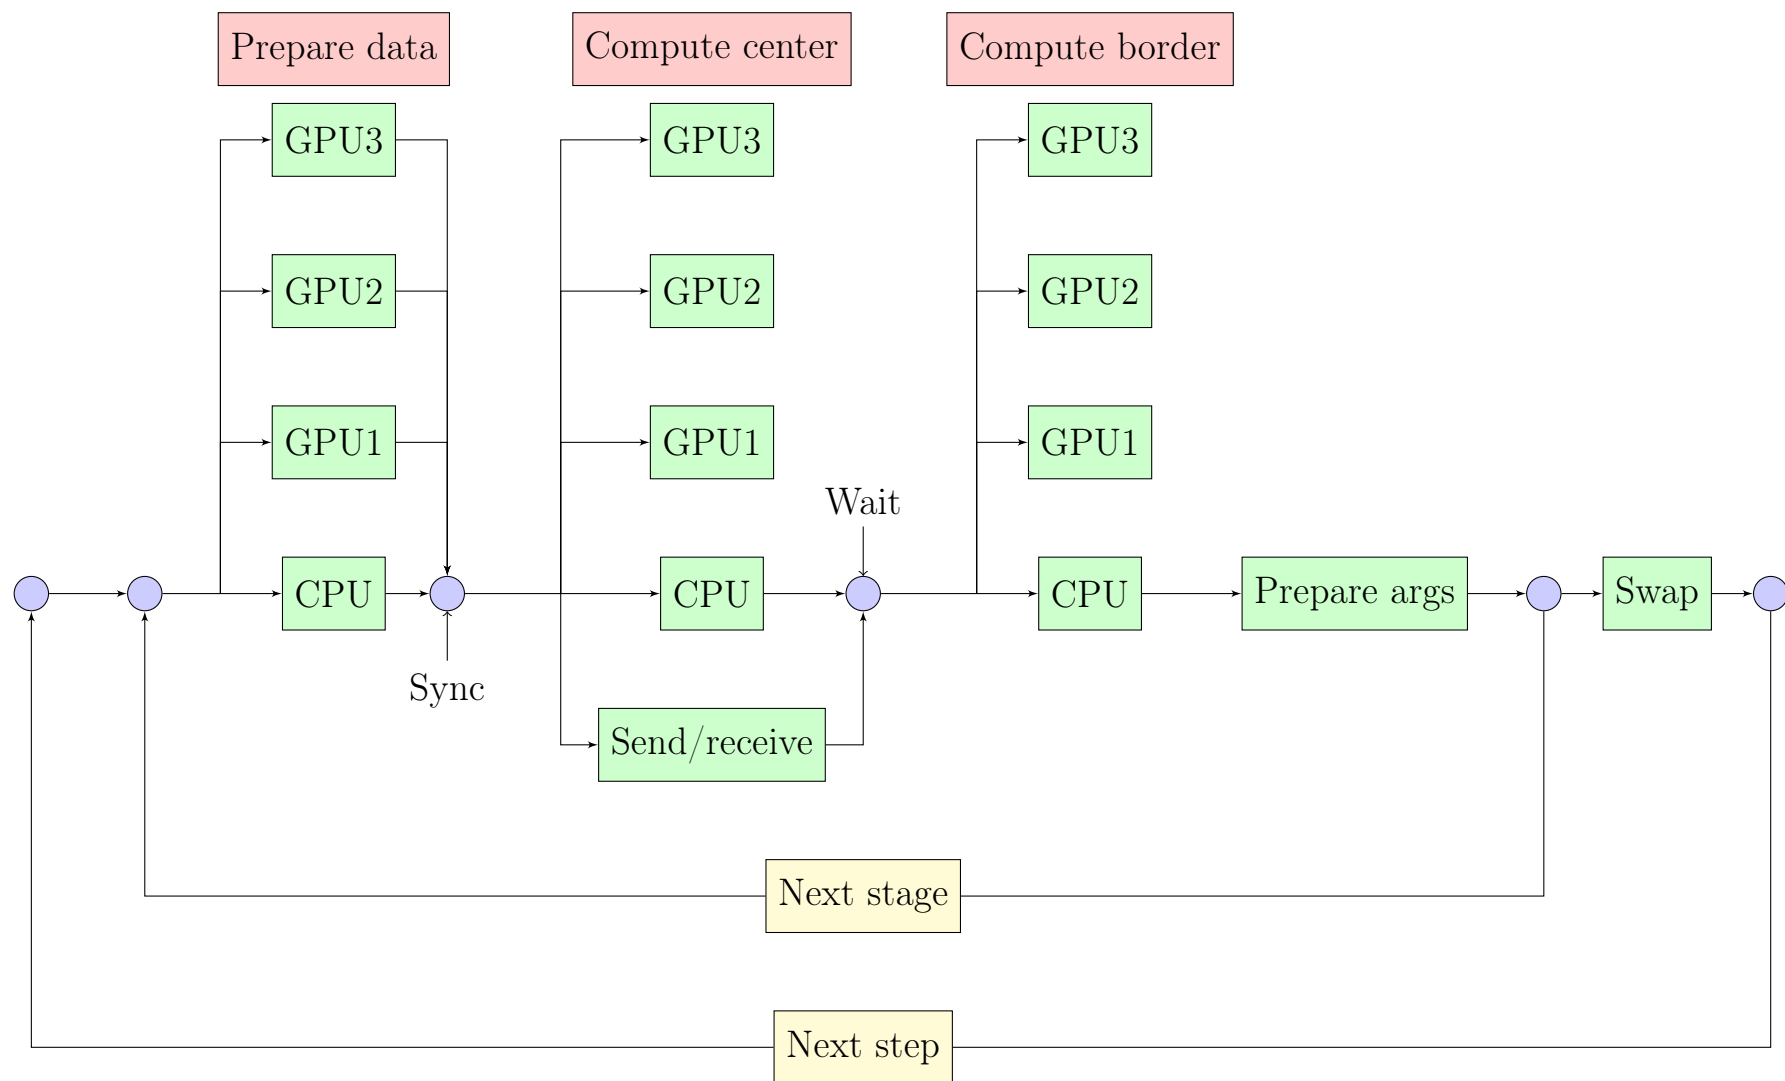 Prepare data
Compute center
Compute border
GPU3
GPU3
GPU3
GPU2
GPU2
GPU2
GPU1
GPU1
GPU1
Wait
CPU
CPU
CPU
Prepare args
Swap
Sync
Send/receive
Next stage
Next step